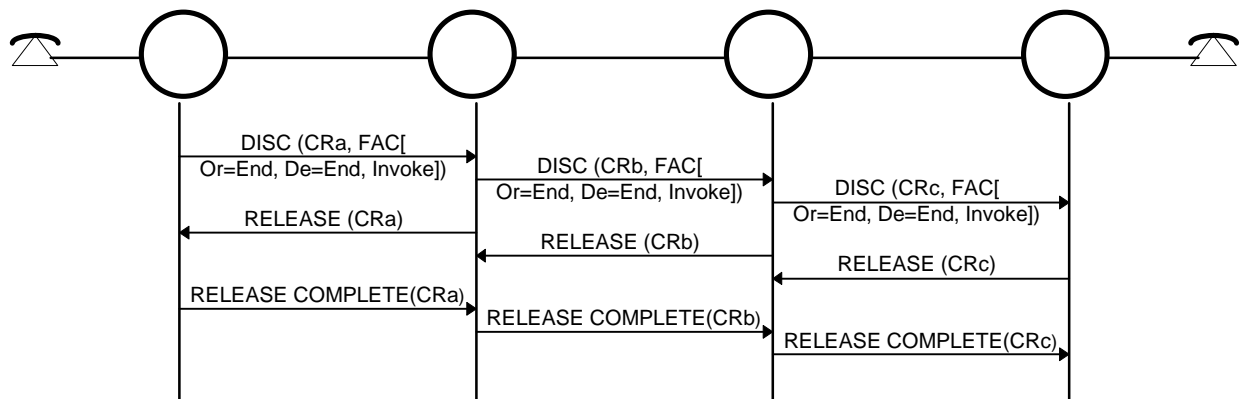 DISC (CRa, FAC[
Or=End, De=End, Invoke])
DISC (CRb, FAC[
Or=End, De=End, Invoke])
DISC (CRc, FAC[
Or=End, De=End, Invoke])
RELEASE (CRa)
RELEASE (CRb)
RELEASE (CRc)
RELEASE COMPLETE(CRa)
RELEASE COMPLETE(CRb)
RELEASE COMPLETE(CRc)